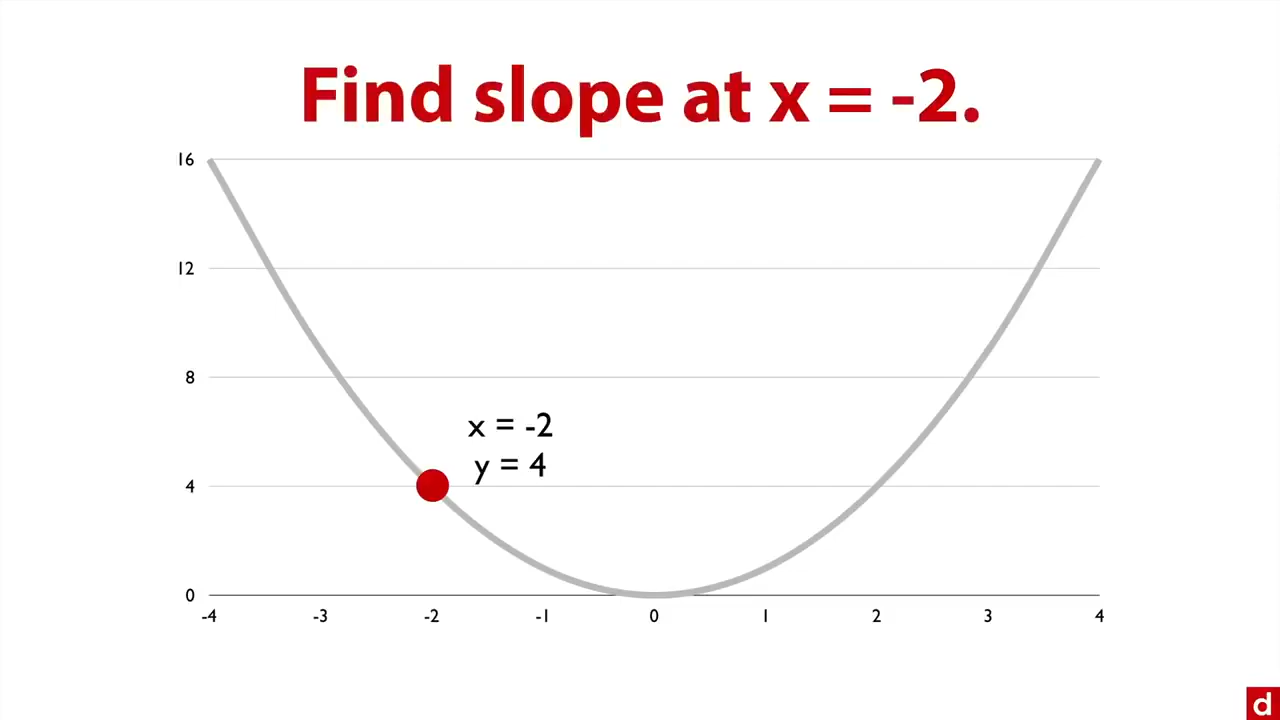 Find slope at x = -2.
16
12
8
x = -2
y = 4
4
0
-4 -3 -2 -1 0 1 2 3 4
d